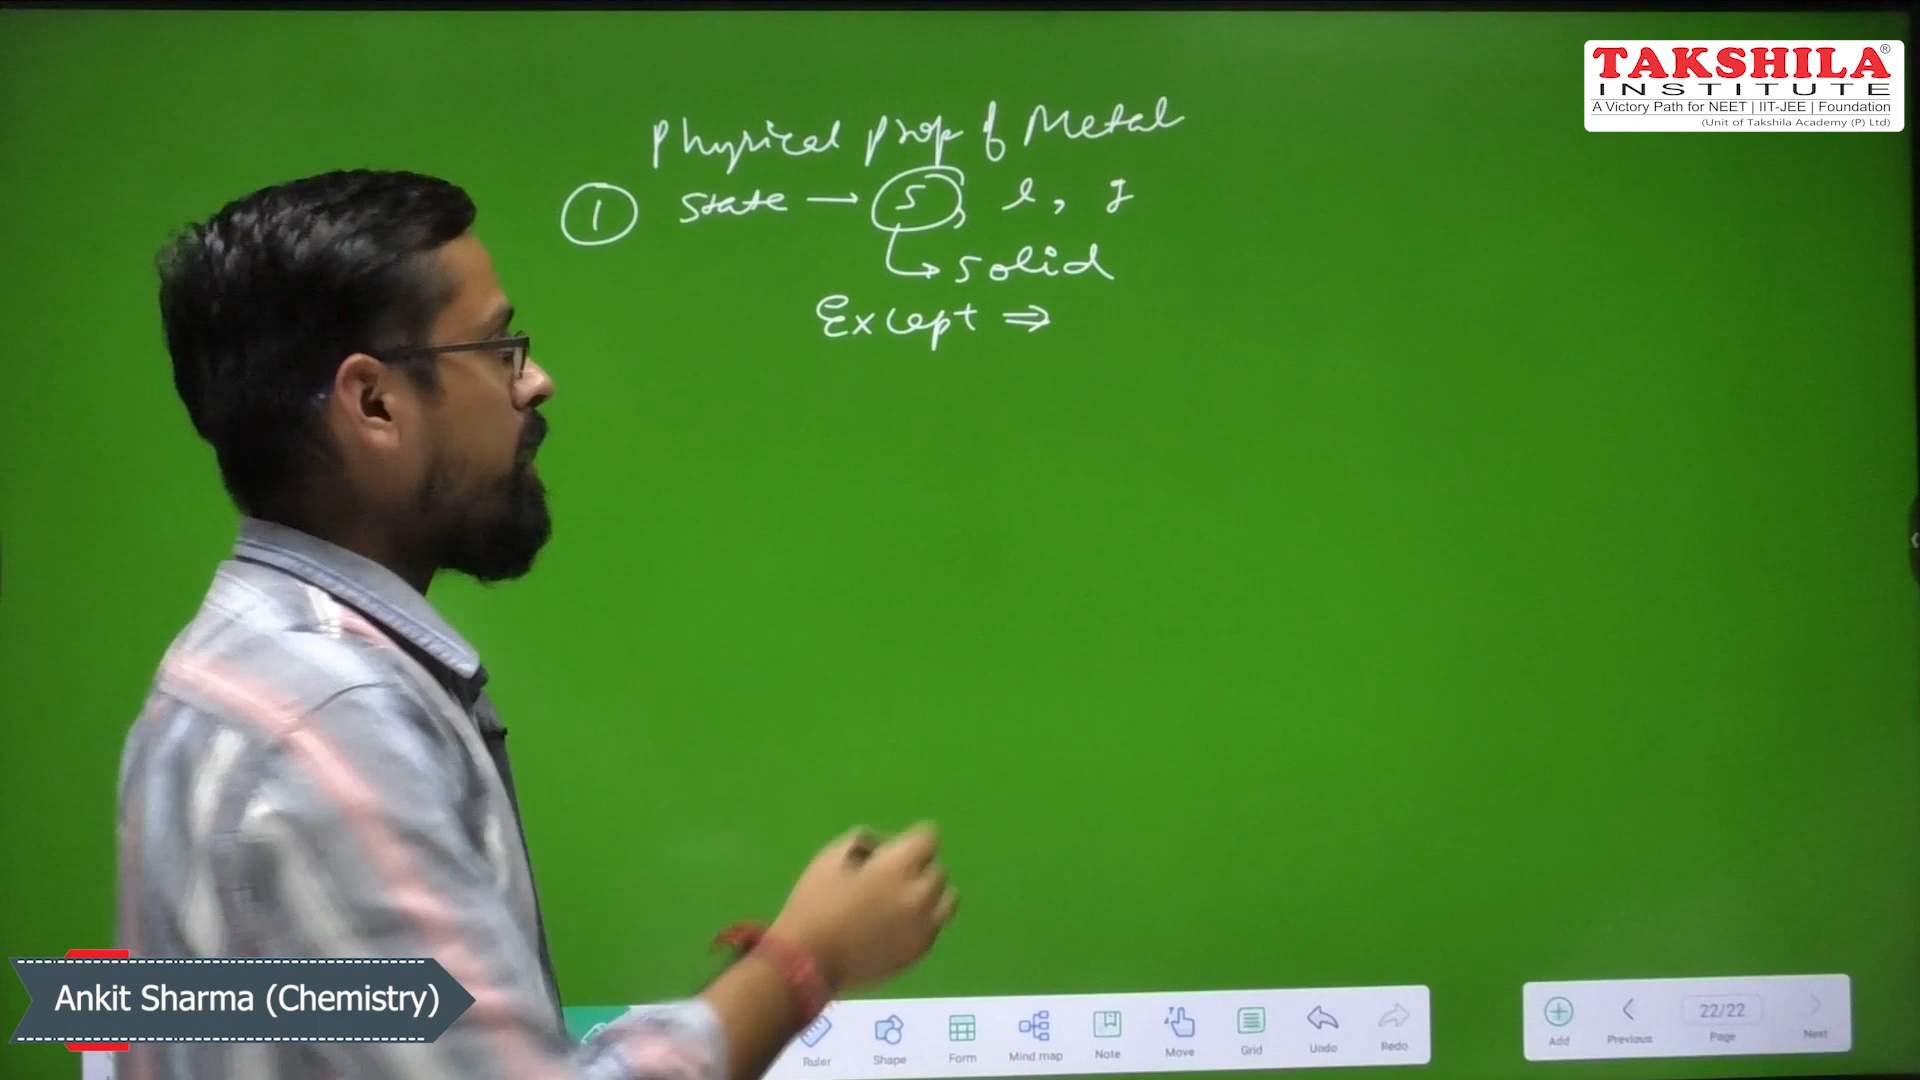 TAKSHILA®
INSTITUTE
A Victory Path for NEET | IIT-JEE | Foundation
(Unit of Takshila Academy (P) Ltd)
Physical prop of Metal
① State → s, l, g
↳ solid
Except ⇒
Ankit Sharma (Chemistry)
Ruler Shape Form Mind map Note Move Grid Undo Redo
Add Previous 22/22 Page Next